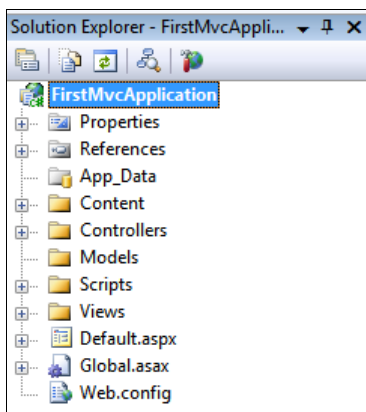 Solution Explorer - FirstMvcAppli...
FirstMvcApplication
Properties
References
App_Data
Content
Controllers
Models
Scripts
Views
Default.aspx
Global.asax
Web.config